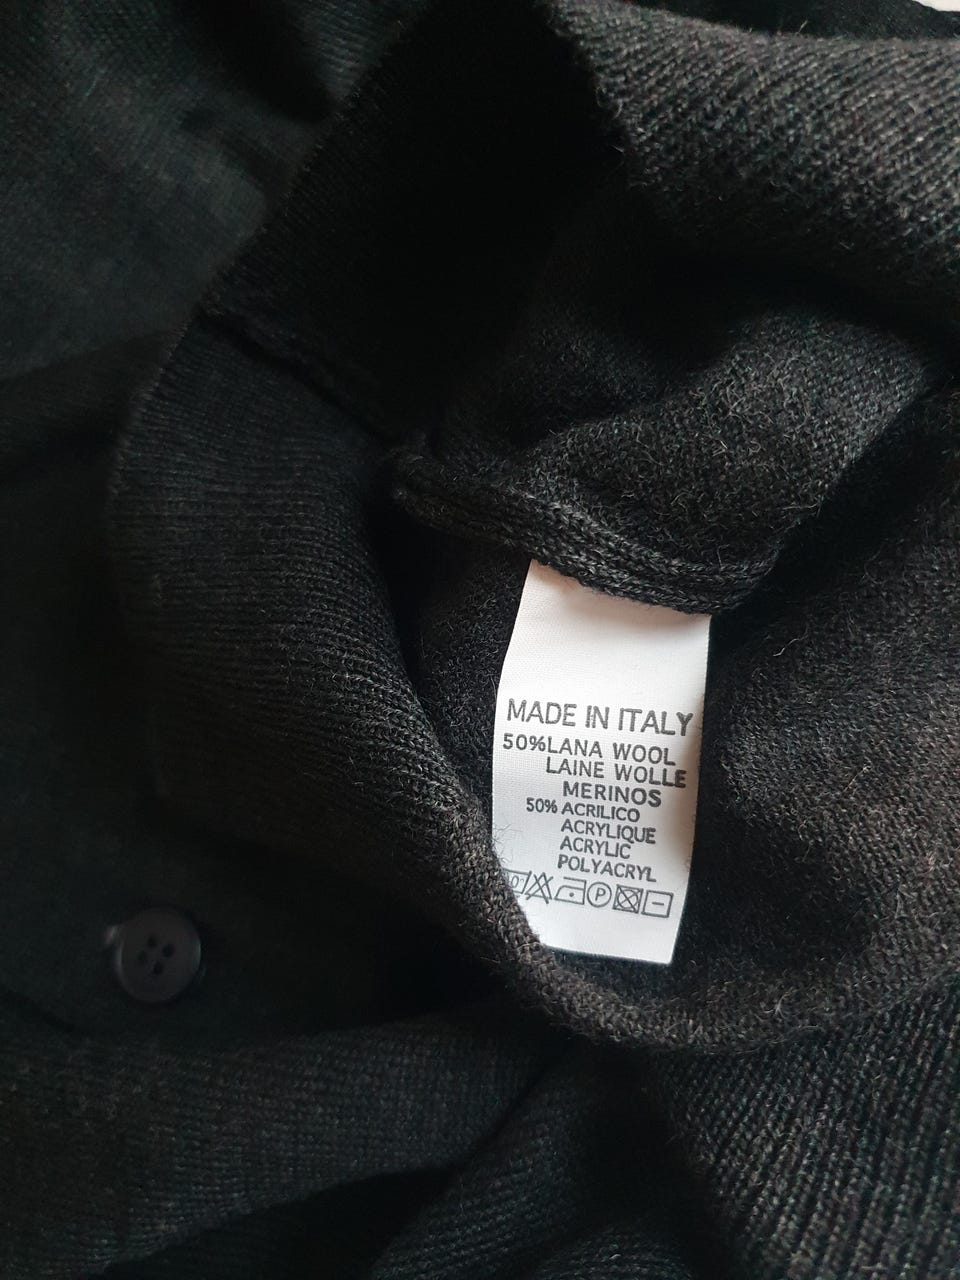 MADE IN ITALY
50% LANA WOOL
LAINE WOLLE
MERINOS
50% ACRILICO
ACRYLIQUE
ACRYLIC
POLYACRYL
P